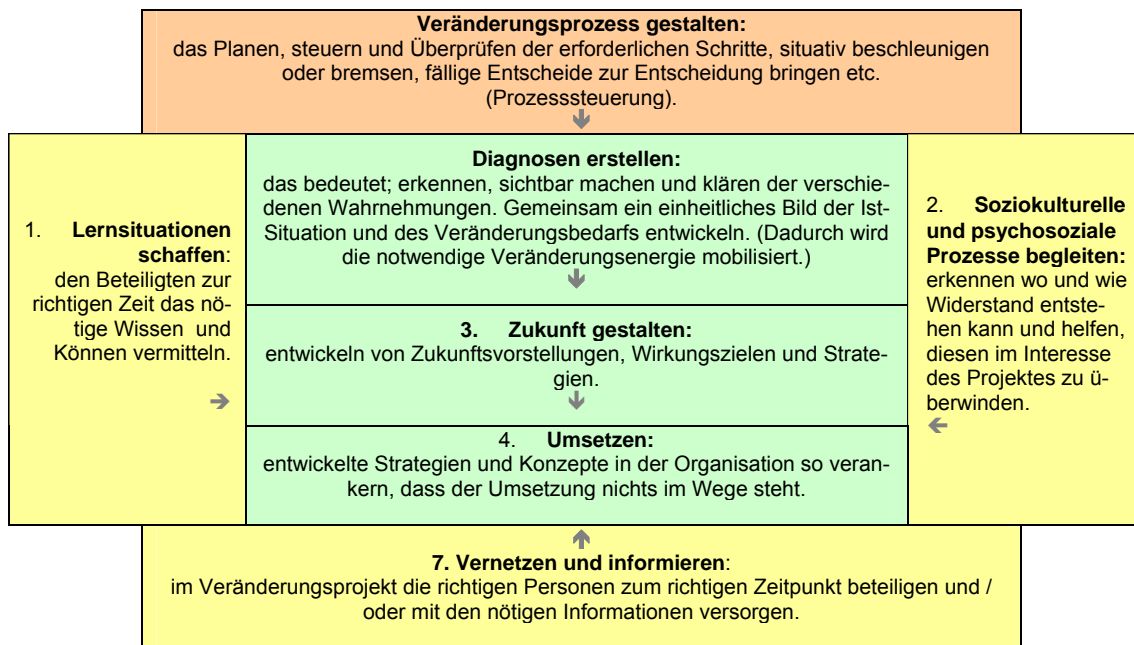 Veränderungsprozess gestalten:
das Planen, steuern und Überprüfen der erforderlichen Schritte, situativ beschleunigen
oder bremsen, fällige Entscheide zur Entscheidung bringen etc.
(Prozesssteuerung).
Diagnosen erstellen:
das bedeutet; erkennen, sichtbar machen und klären der verschie-
denen Wahrnehmungen. Gemeinsam ein einheitliches Bild der Ist-
Situation und des Veränderungsbedarfs entwickeln. (Dadurch wird
die notwendige Veränderungsenergie mobilisiert.)
1. Lernsituationen
schaffen:
den Beteiligten zur
richtigen Zeit das nö-
tige Wissen und
Können vermitteln.
2. Soziokulturelle
und psychosoziale
Prozesse begleiten:
erkennen wo und wie
Widerstand entste-
hen kann und helfen,
diesen im Interesse
des Projektes zu ü-
berwinden.
3. Zukunft gestalten:
entwickeln von Zukunftsvorstellungen, Wirkungszielen und Strate-
gien.
4. Umsetzen:
entwickelte Strategien und Konzepte in der Organisation so veran-
kern, dass der Umsetzung nichts im Wege steht.
7. Vernetzen und informieren:
im Veränderungsprojekt die richtigen Personen zum richtigen Zeitpunkt beteiligen und /
oder mit den nötigen Informationen versorgen.